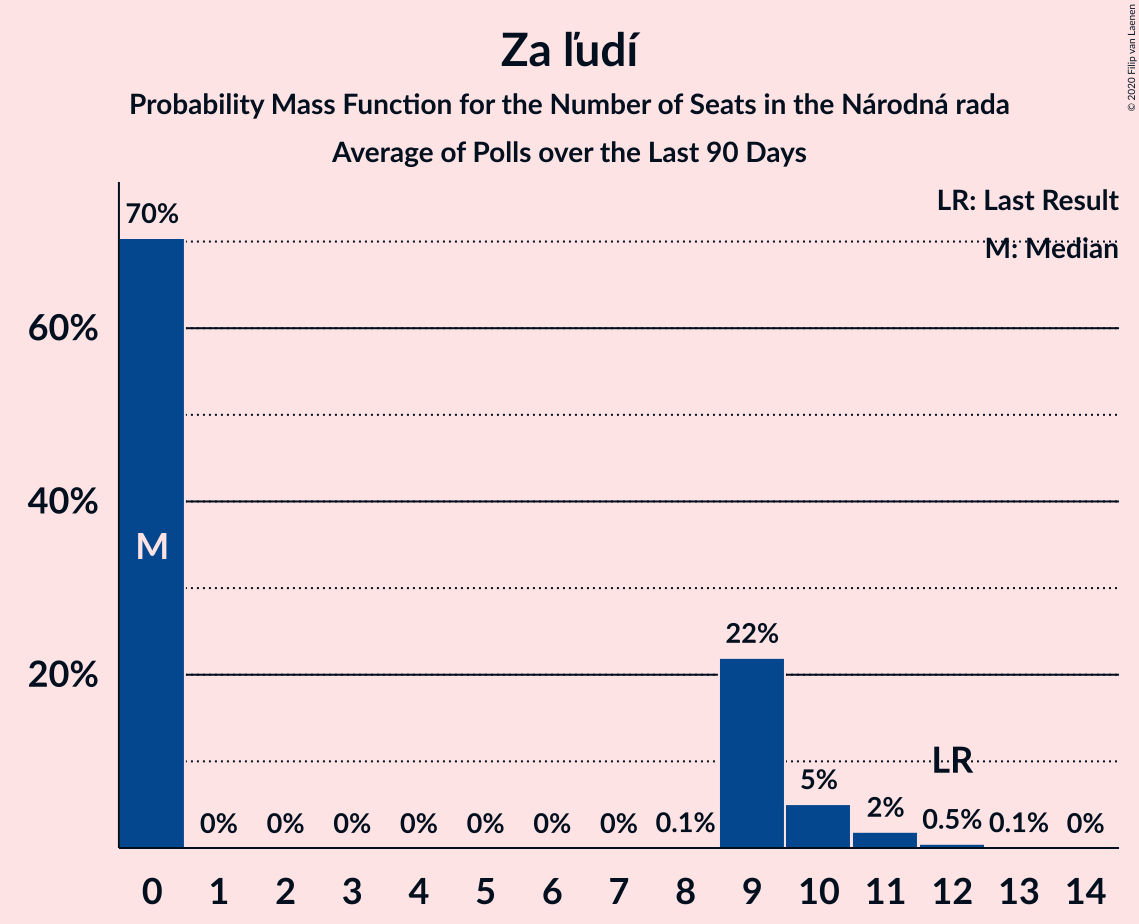 Za ľudí
Probability Mass Function for the Number of Seats in the Národná rada
Average of Polls over the Last 90 Days
© 2020 Filip van Laenen
LR: Last Result
M: Median
70%
60%
40%
M
22%
20%
LR
5%
2%
0% 0% 0% 0% 0% 0% 0% 0.1% 0.5% 0.1% 0%
0 1 2 3 4 5 6 7 8 9 10 11 12 13 14